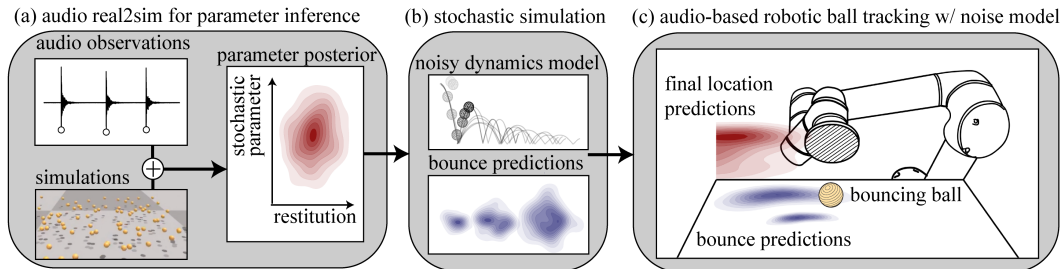 (a) audio real2sim for parameter inference
audio observations
simulations
parameter posterior
stochastic
parameter
restitution
(b) stochastic simulation
noisy dynamics model
bounce predictions
(c) audio-based robotic ball tracking w/ noise model
final location
predictions
bouncing ball
bounce predictions